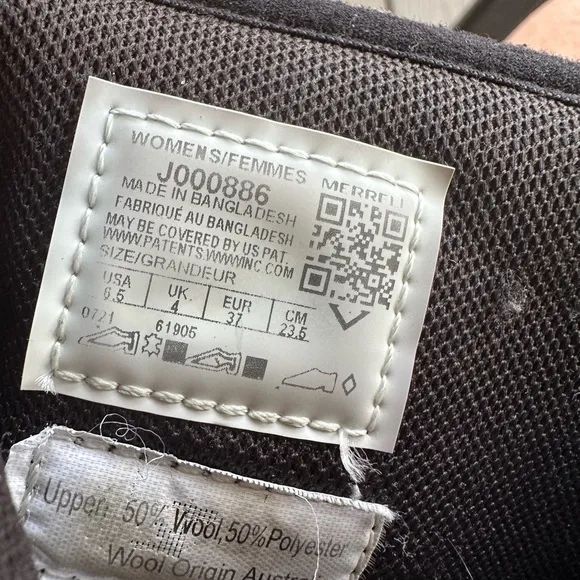 WOMENS/FEMMES
MERRELL
J000886
MADE IN BANGLADESH
FABRIQUÉ AU BANGLADESH
MAY BE COVERED BY US PAT.
WWW.PATENTS.WWWINC.COM
SIZE/GRANDEUR
USA UK. EUR CM
6.5 4 37 23.5
0721 61905
Upper: 50% Wool, 50% Polyester
Wool Origin